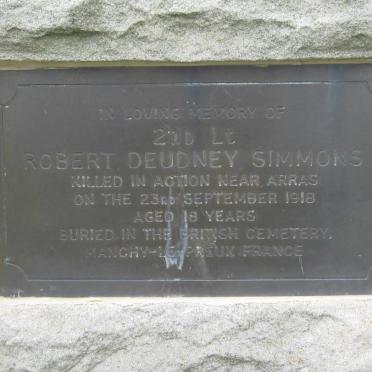 IN LOVING MEMORY OF
2ND Lt
ROBERT DEUDNEY SIMMONS
KILLED IN ACTION NEAR ARRAS
ON THE 23RD SEPTEMBER 1918
AGED 18 YEARS
BURIED IN THE BRITISH CEMETERY.
MANCHY-LE-PREUX FRANCE